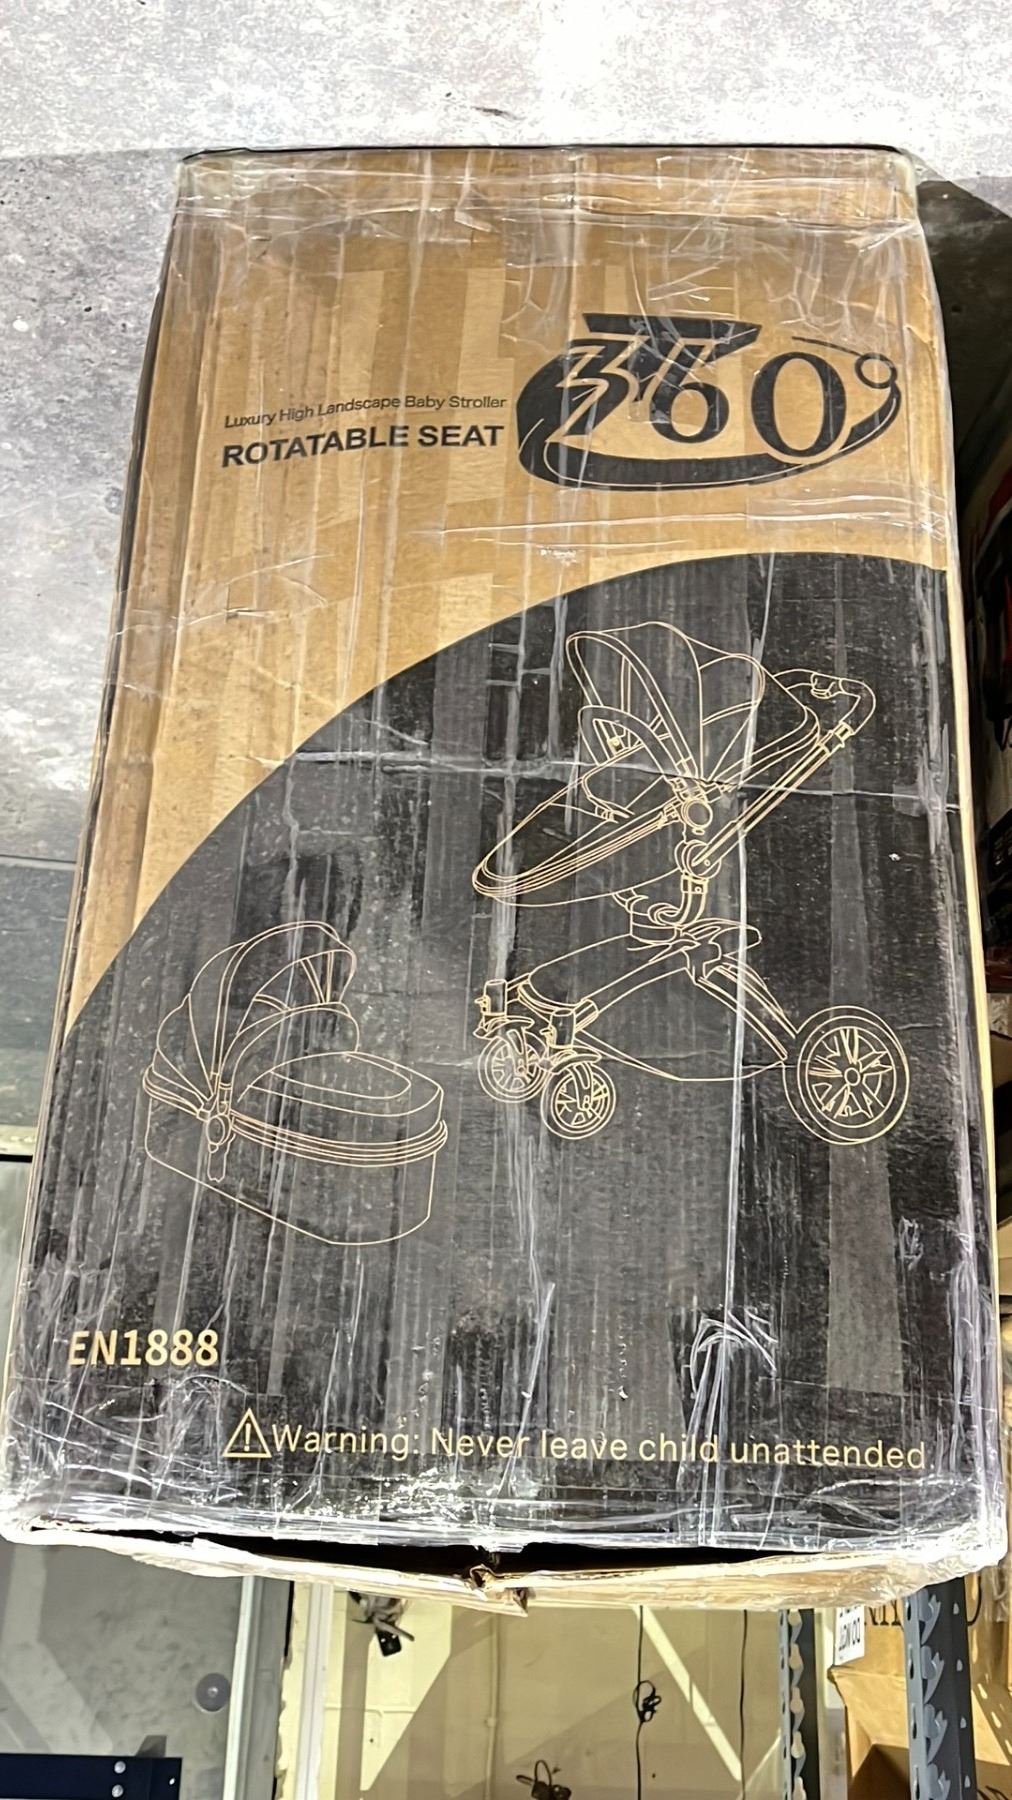 Luxury High Landscape Baby Stroller
ROTATABLE SEAT
360°
EN1888
Warning: Never leave child unattended